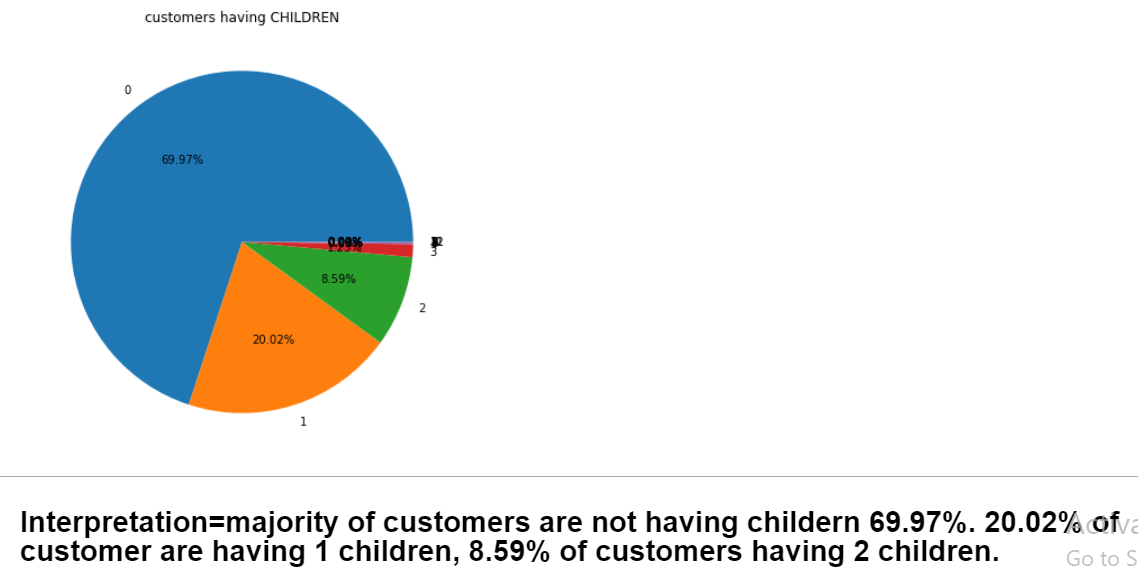 customers having CHILDREN
0
69.97%
3
8.59%
2
20.02%
1
Interpretation=majority of customers are not having childern 69.97%. 20.02% of
customer are having 1 children, 8.59% of customers having 2 children.
Go to S